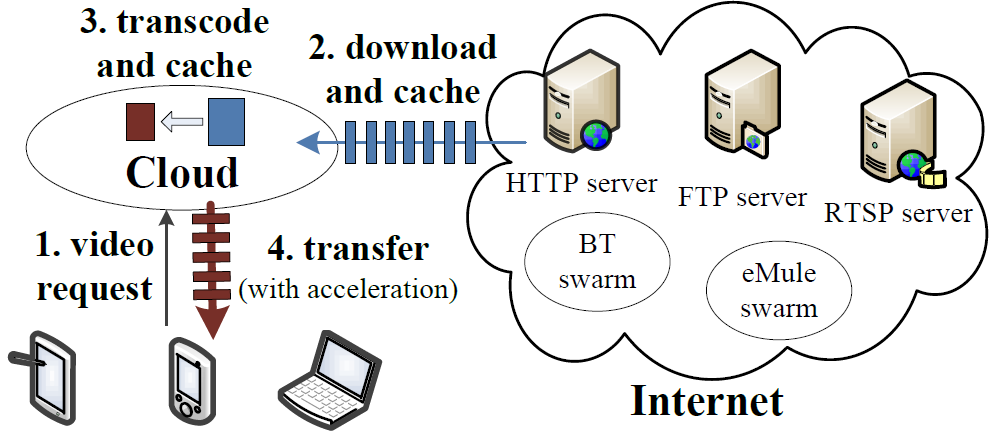 3. transcode
and cache
2. download
and cache
Cloud
1. video
request
4. transfer
(with acceleration)
HTTP server
FTP server
RTSP server
BT
swarm
eMule
swarm
Internet